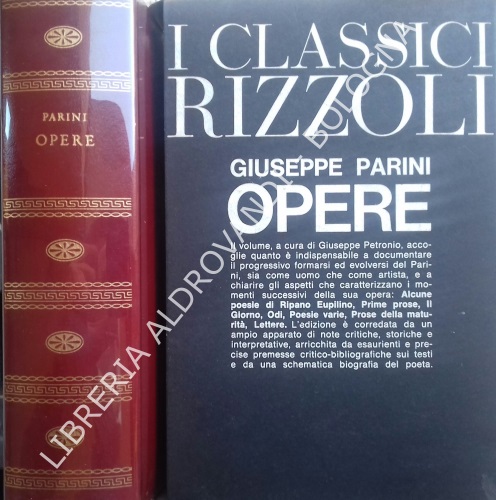 PARINI
OPERE
I CLASSICI
RIZZOLI
GIUSEPPE PARINI
OPERE
Il volume, a cura di Giuseppe Petronio, acco-
glie quanto è indispensabile a documentare
il progressivo formarsi ed evolversi del Pari-
ni, sia come uomo che come artista, e a
chiarire gli aspetti che caratterizzano i mo-
menti successivi della sua opera: Alcune
poesie di Ripano Eupilino, Prime prose, Il
Giorno, Odi, Poesie varie, Prose della matu-
rità, Lettere. L'edizione è corredata da un
ampio apparato di note critiche, storiche e
interpretative, arricchita da esaurienti e pre-
cise premesse critico-bibliografiche sui testi
e da una schematica biografia del poeta.
LIBRERIA ALDROVANDI - BOLOGNA